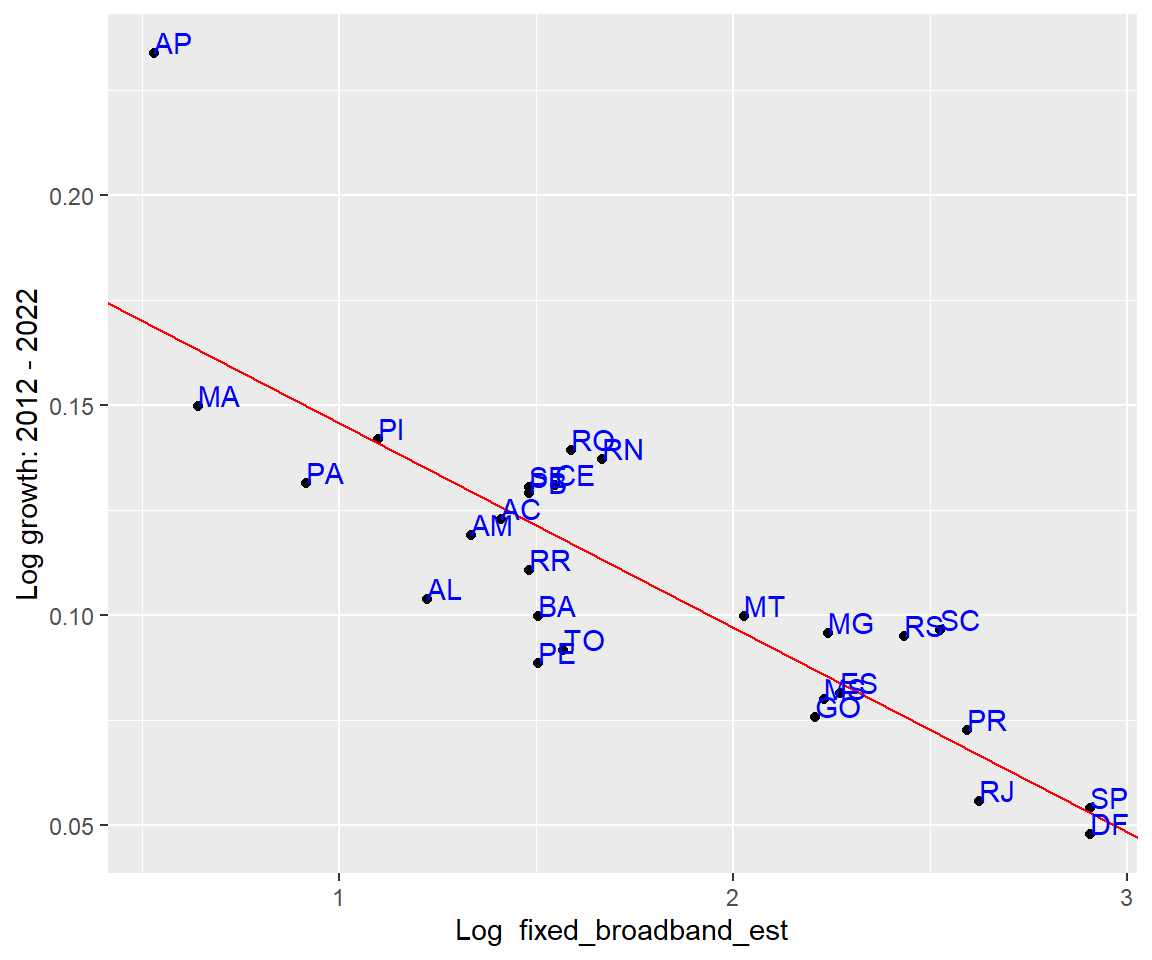 AP
0.20
MA
0.15
PI
RO
RN
PA
SE
CE
PB
AC
AM
RR
AL
BA
0.10
MT
MG
RS
SC
TO
PE
ES
MS
GO
PR
RJ
SP
0.05
DF
1
2
3
Log fixed_broadband_est
Log growth: 2012 - 2022